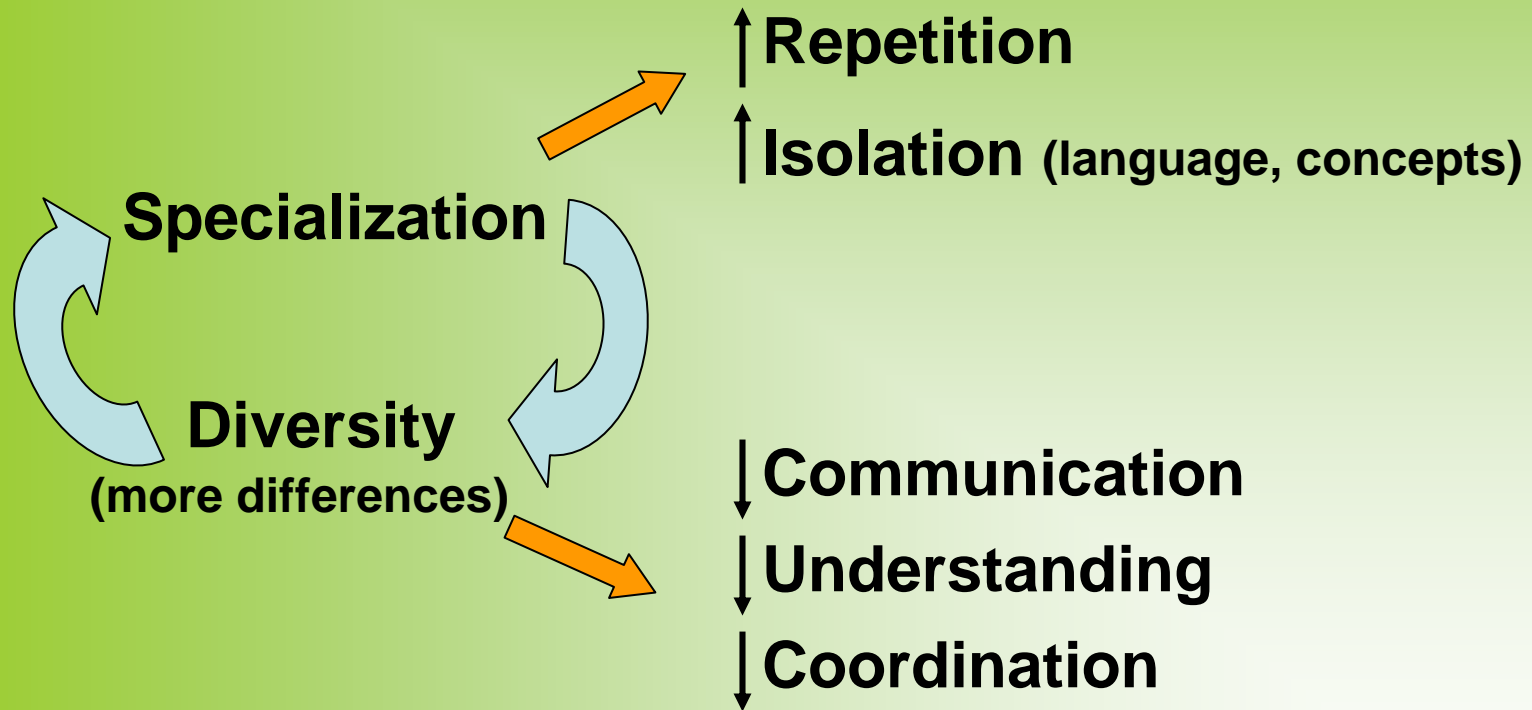 Repetition
Isolation (language, concepts)
Specialization
Diversity
(more differences)
Communication
Understanding
Coordination